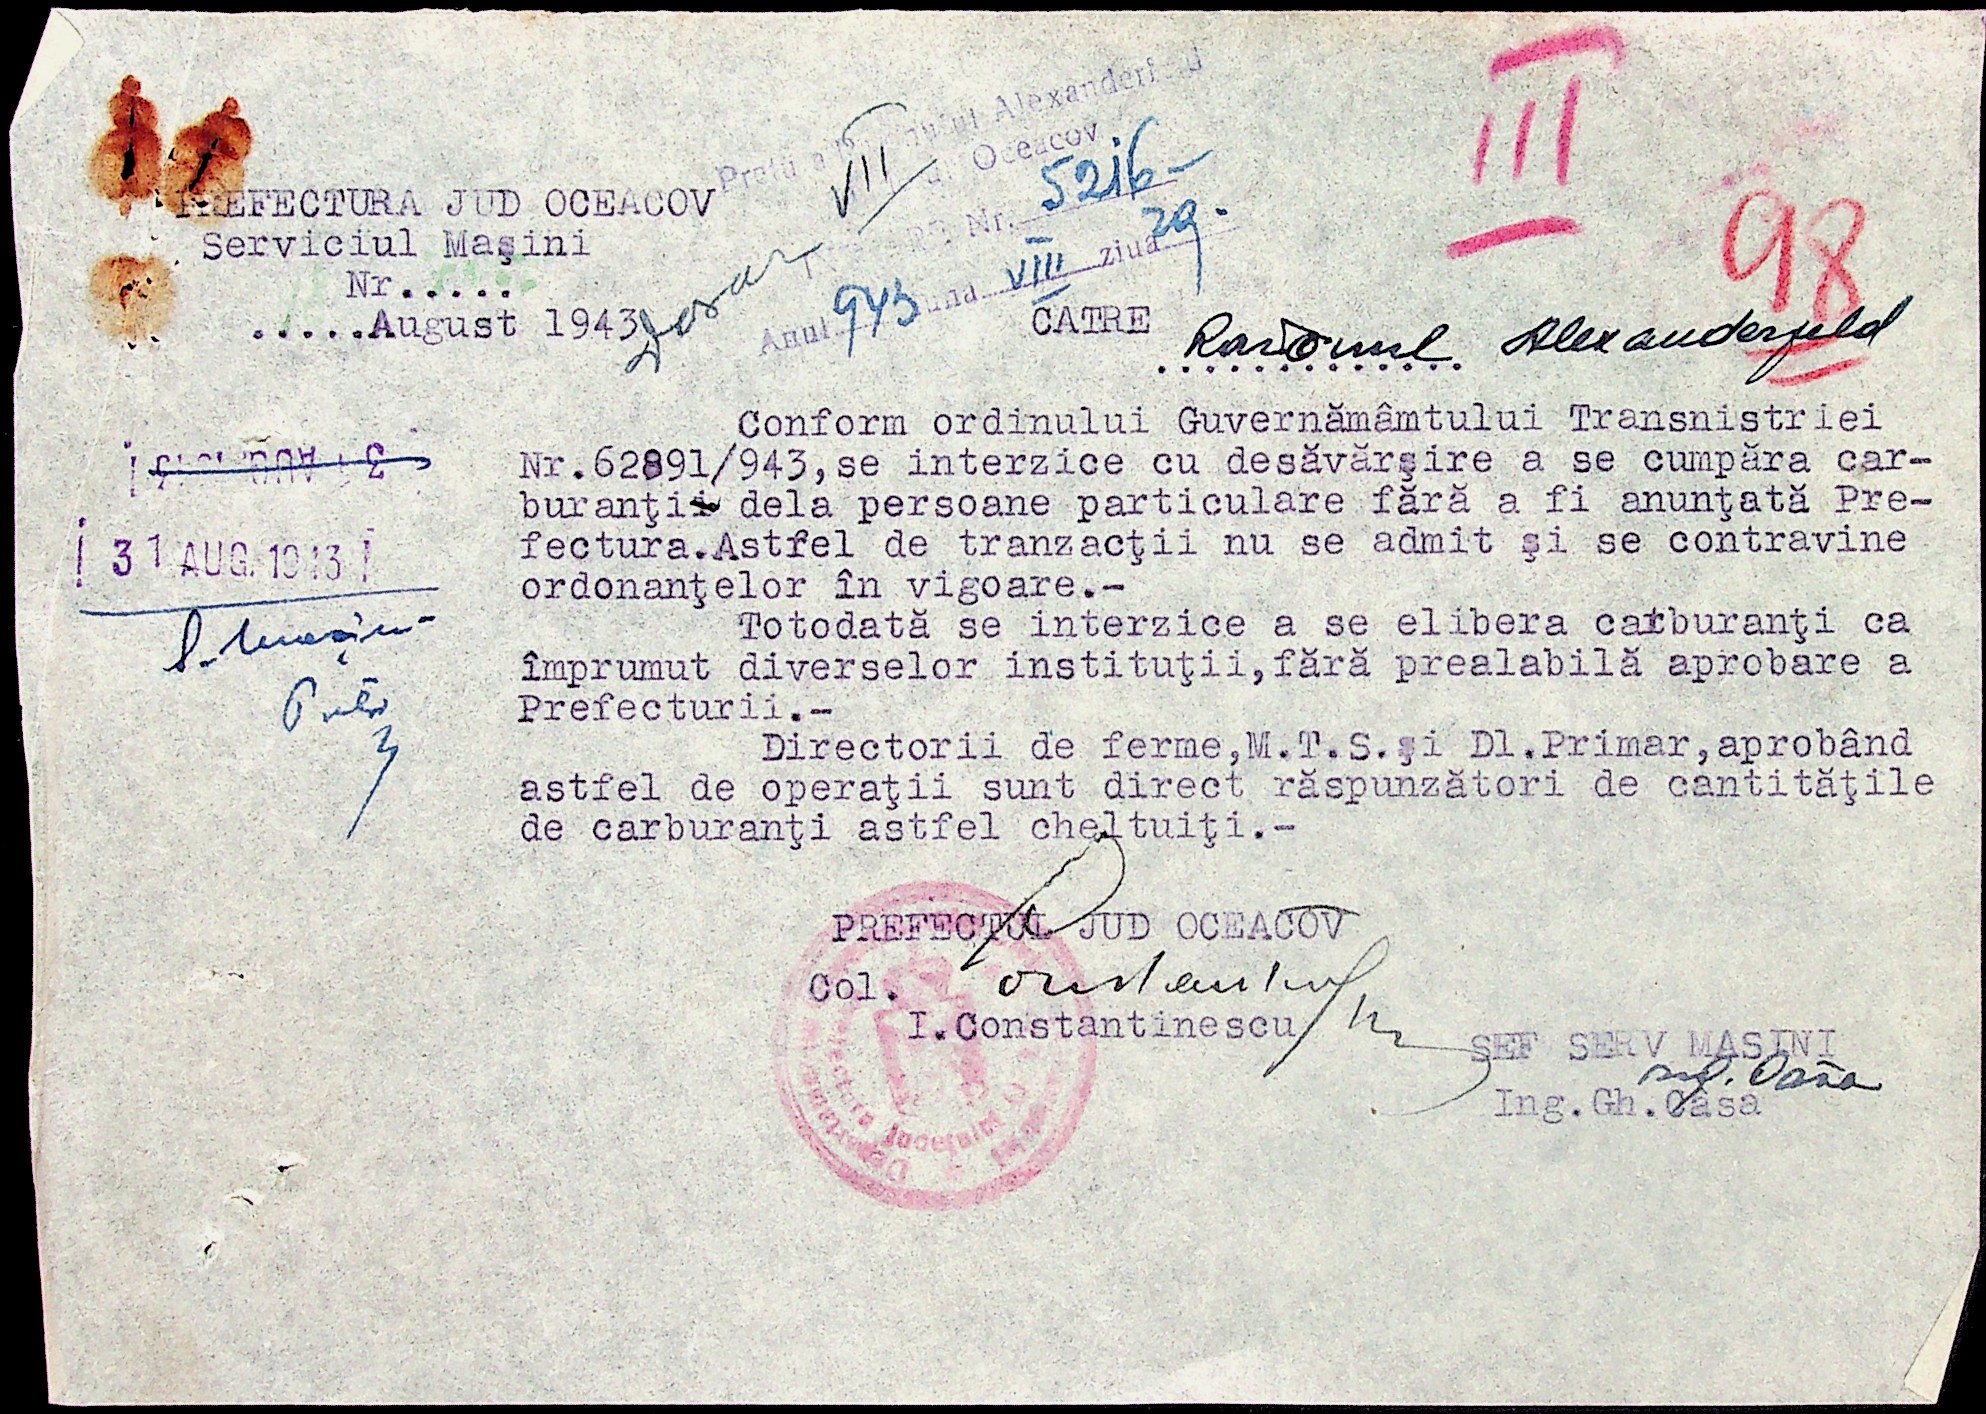 III
98
Alexanderfeld
Oceacov
Nr. 5216-
Anul 943 VIII ziua 29.
dosar VII
PREFECTURA JUD OCEACOV
Serviciul Maşini
Nr.....
.....August 1943
CATRE
Raionul Alexanderfeld
.............
Conform ordinului Guvernămâmtului Transnistriei
Nr.62891/943,se interzice cu desăvărşire a se cumpăra car-
buranţii dela persoane particulare fără a fi anunţată Pre-
fectura.Astfel de tranzacţii nu se admit şi se contravine
ordonanţelor în vigoare.-
Totodată se interzice a se elibera carburanţi ca
împrumut diverselor instituţii,fără prealabilă aprobare a
Prefecturii.-
Directorii de ferme,M.T.S.şi Dl.Primar,aprobând
astfel de operaţii sunt direct răspunzători de cantităţile
de carburanţi astfel cheltuiţi.-
31 AUG. 1943
PREFECTUL JUD OCEACOV
Col.
I.Constantinescu
SEF SERV MASINI
Ing.Gh.Casa